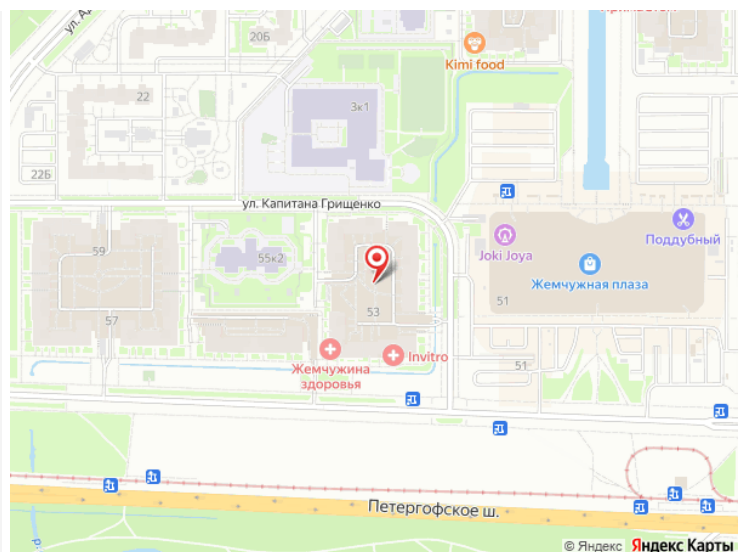 ул. Ад
20Б
Kimi food
22
3к1
22Б
ул. Капитана Грищенко
59
55к2
Joki Joya
Поддубный
Жемчужная плаза
51
57
53
Invitro
Жемчужина
здоровья
51
р.
Петергофское ш.
© Яндекс Яндекс Карты